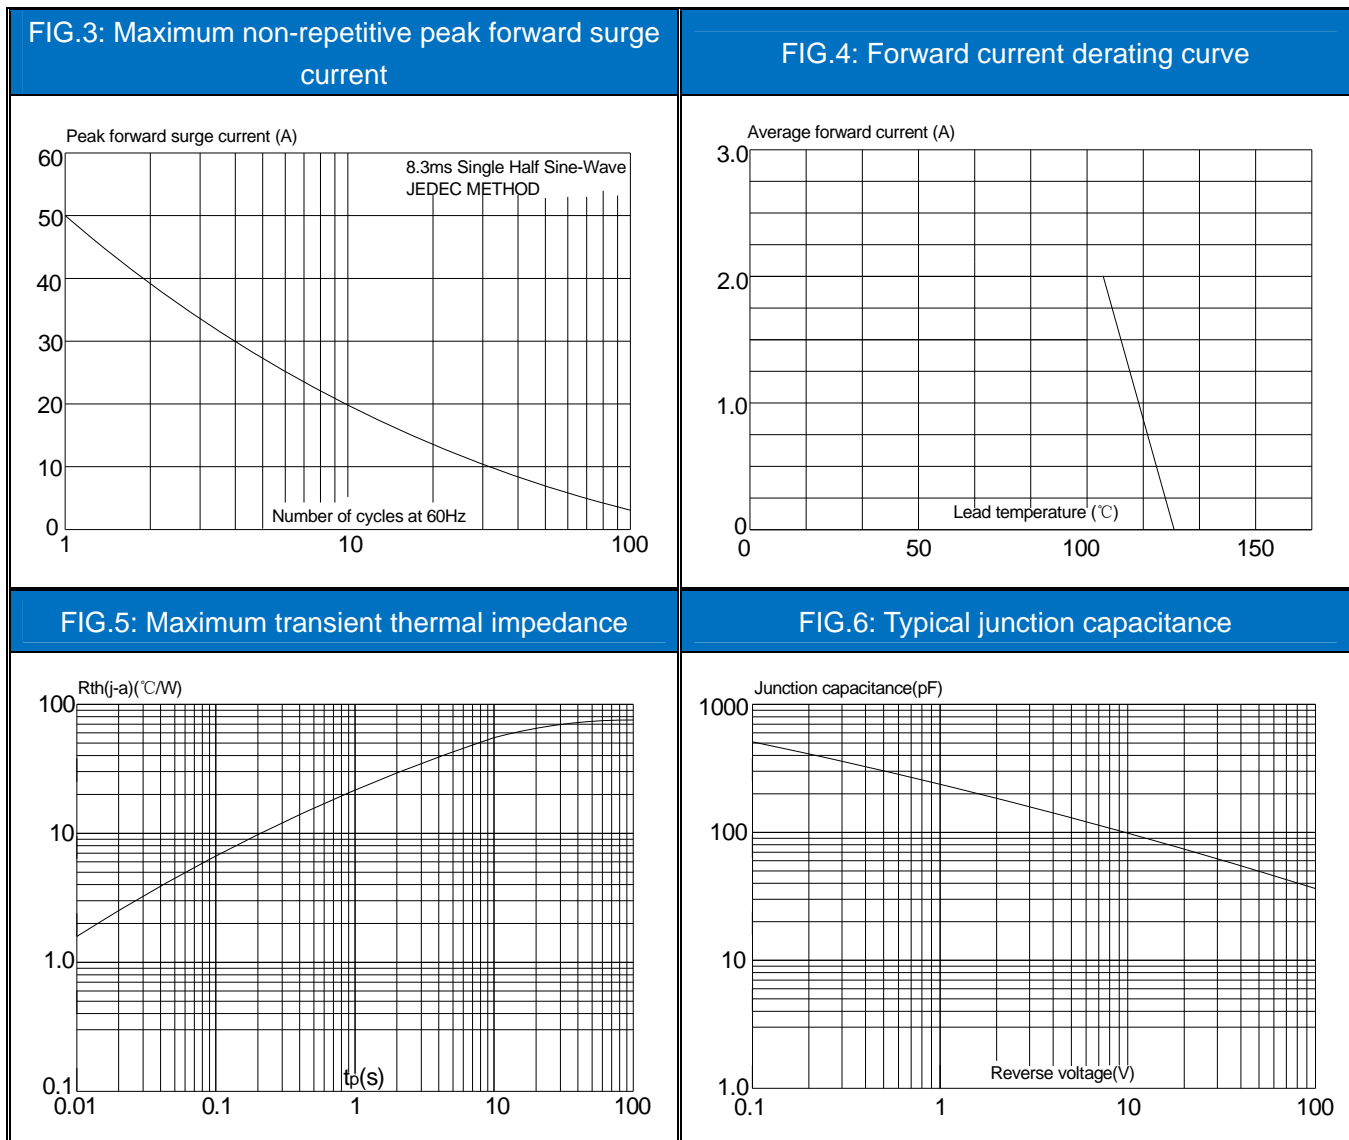 FIG.3: Maximum non-repetitive peak forward surge
current
FIG.4: Forward current derating curve
Peak forward surge current (A)
8.3ms Single Half Sine-Wave
JEDEC METHOD
60
50
40
30
20
10
0
Number of cycles at 60Hz
1
10
100
Average forward current (A)
3.0
2.0
1.0
0
Lead temperature (℃)
0
50
100
150
FIG.5: Maximum transient thermal impedance
FIG.6: Typical junction capacitance
Rth(j-a)(℃/W)
100
10
1.0
0.1
tp(s)
0.01
0.1
1
10
100
Junction capacitance(pF)
1000
100
10
1.0
Reverse voltage(V)
0.1
1
10
100